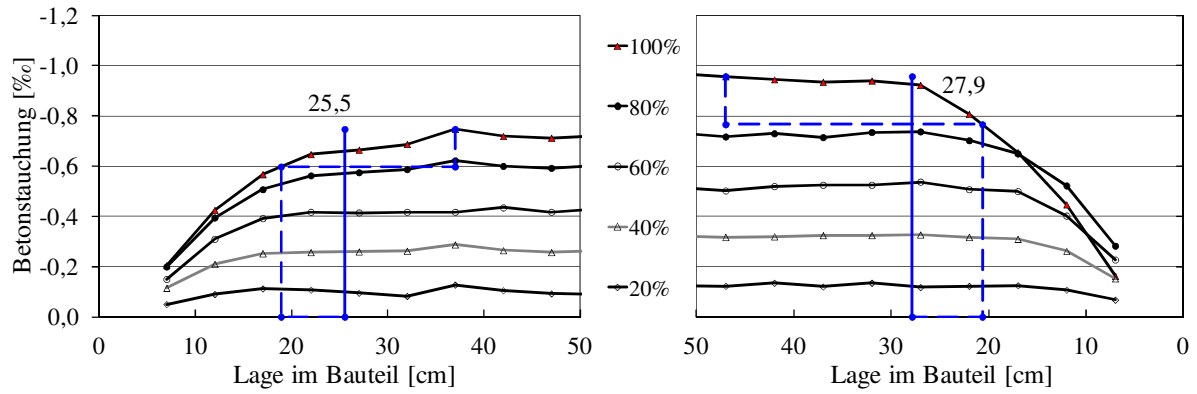 -1,2
-1,0
-0,8
-0,6
-0,4
-0,2
0,0
Betonstauchung [‰]
25,5
0 10 20 30 40 50
Lage im Bauteil [cm]
100%
80%
60%
40%
20%
27,9
50 40 30 20 10 0
Lage im Bauteil [cm]